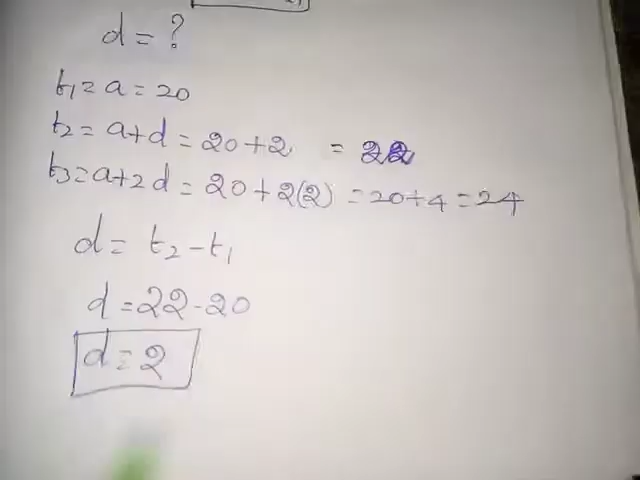 d = ?
t1 = a = 20
t2 = a+d = 20+2 = 22
t3 = a+2d = 20+2(2) = 20+4 = 24
d = t2 - t1
d = 22 - 20
d = 2